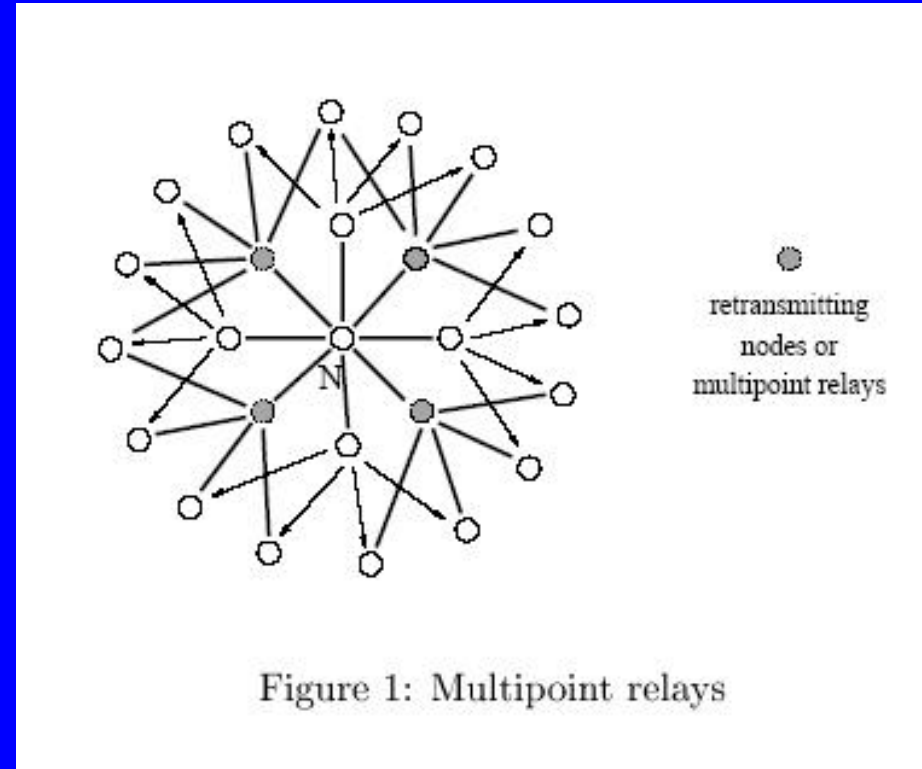 N
retransmitting
nodes or
multipoint relays
Figure 1: Multipoint relays